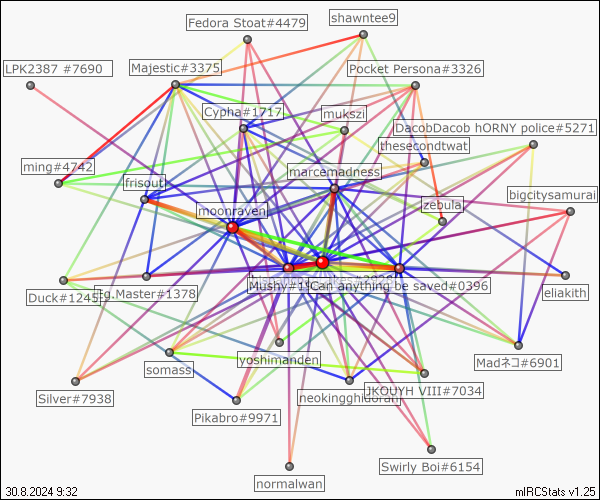 Fedora Stoat#4479
shawntee9
LPK2387 #7690
Majestic#3375
Pocket Persona#3326
Cypha#1717
mukszi
DacobDacob hORNY police#5271
thesecondtwat
ming#4742
marcemadness
frisout
bigcitysamurai
moonraven
zebula
Mushy#1
Can anything be saved#0396
Duck#1245
Eg.Master#1378
eliakith
yoshimanden
Madネコ#6901
somass
JKOUYH VIII#7034
Silver#7938
neokingghidorah
Pikabro#9971
Swirly Boi#6154
normalwan
30.8.2024 9:32
mIRCStats v1.25